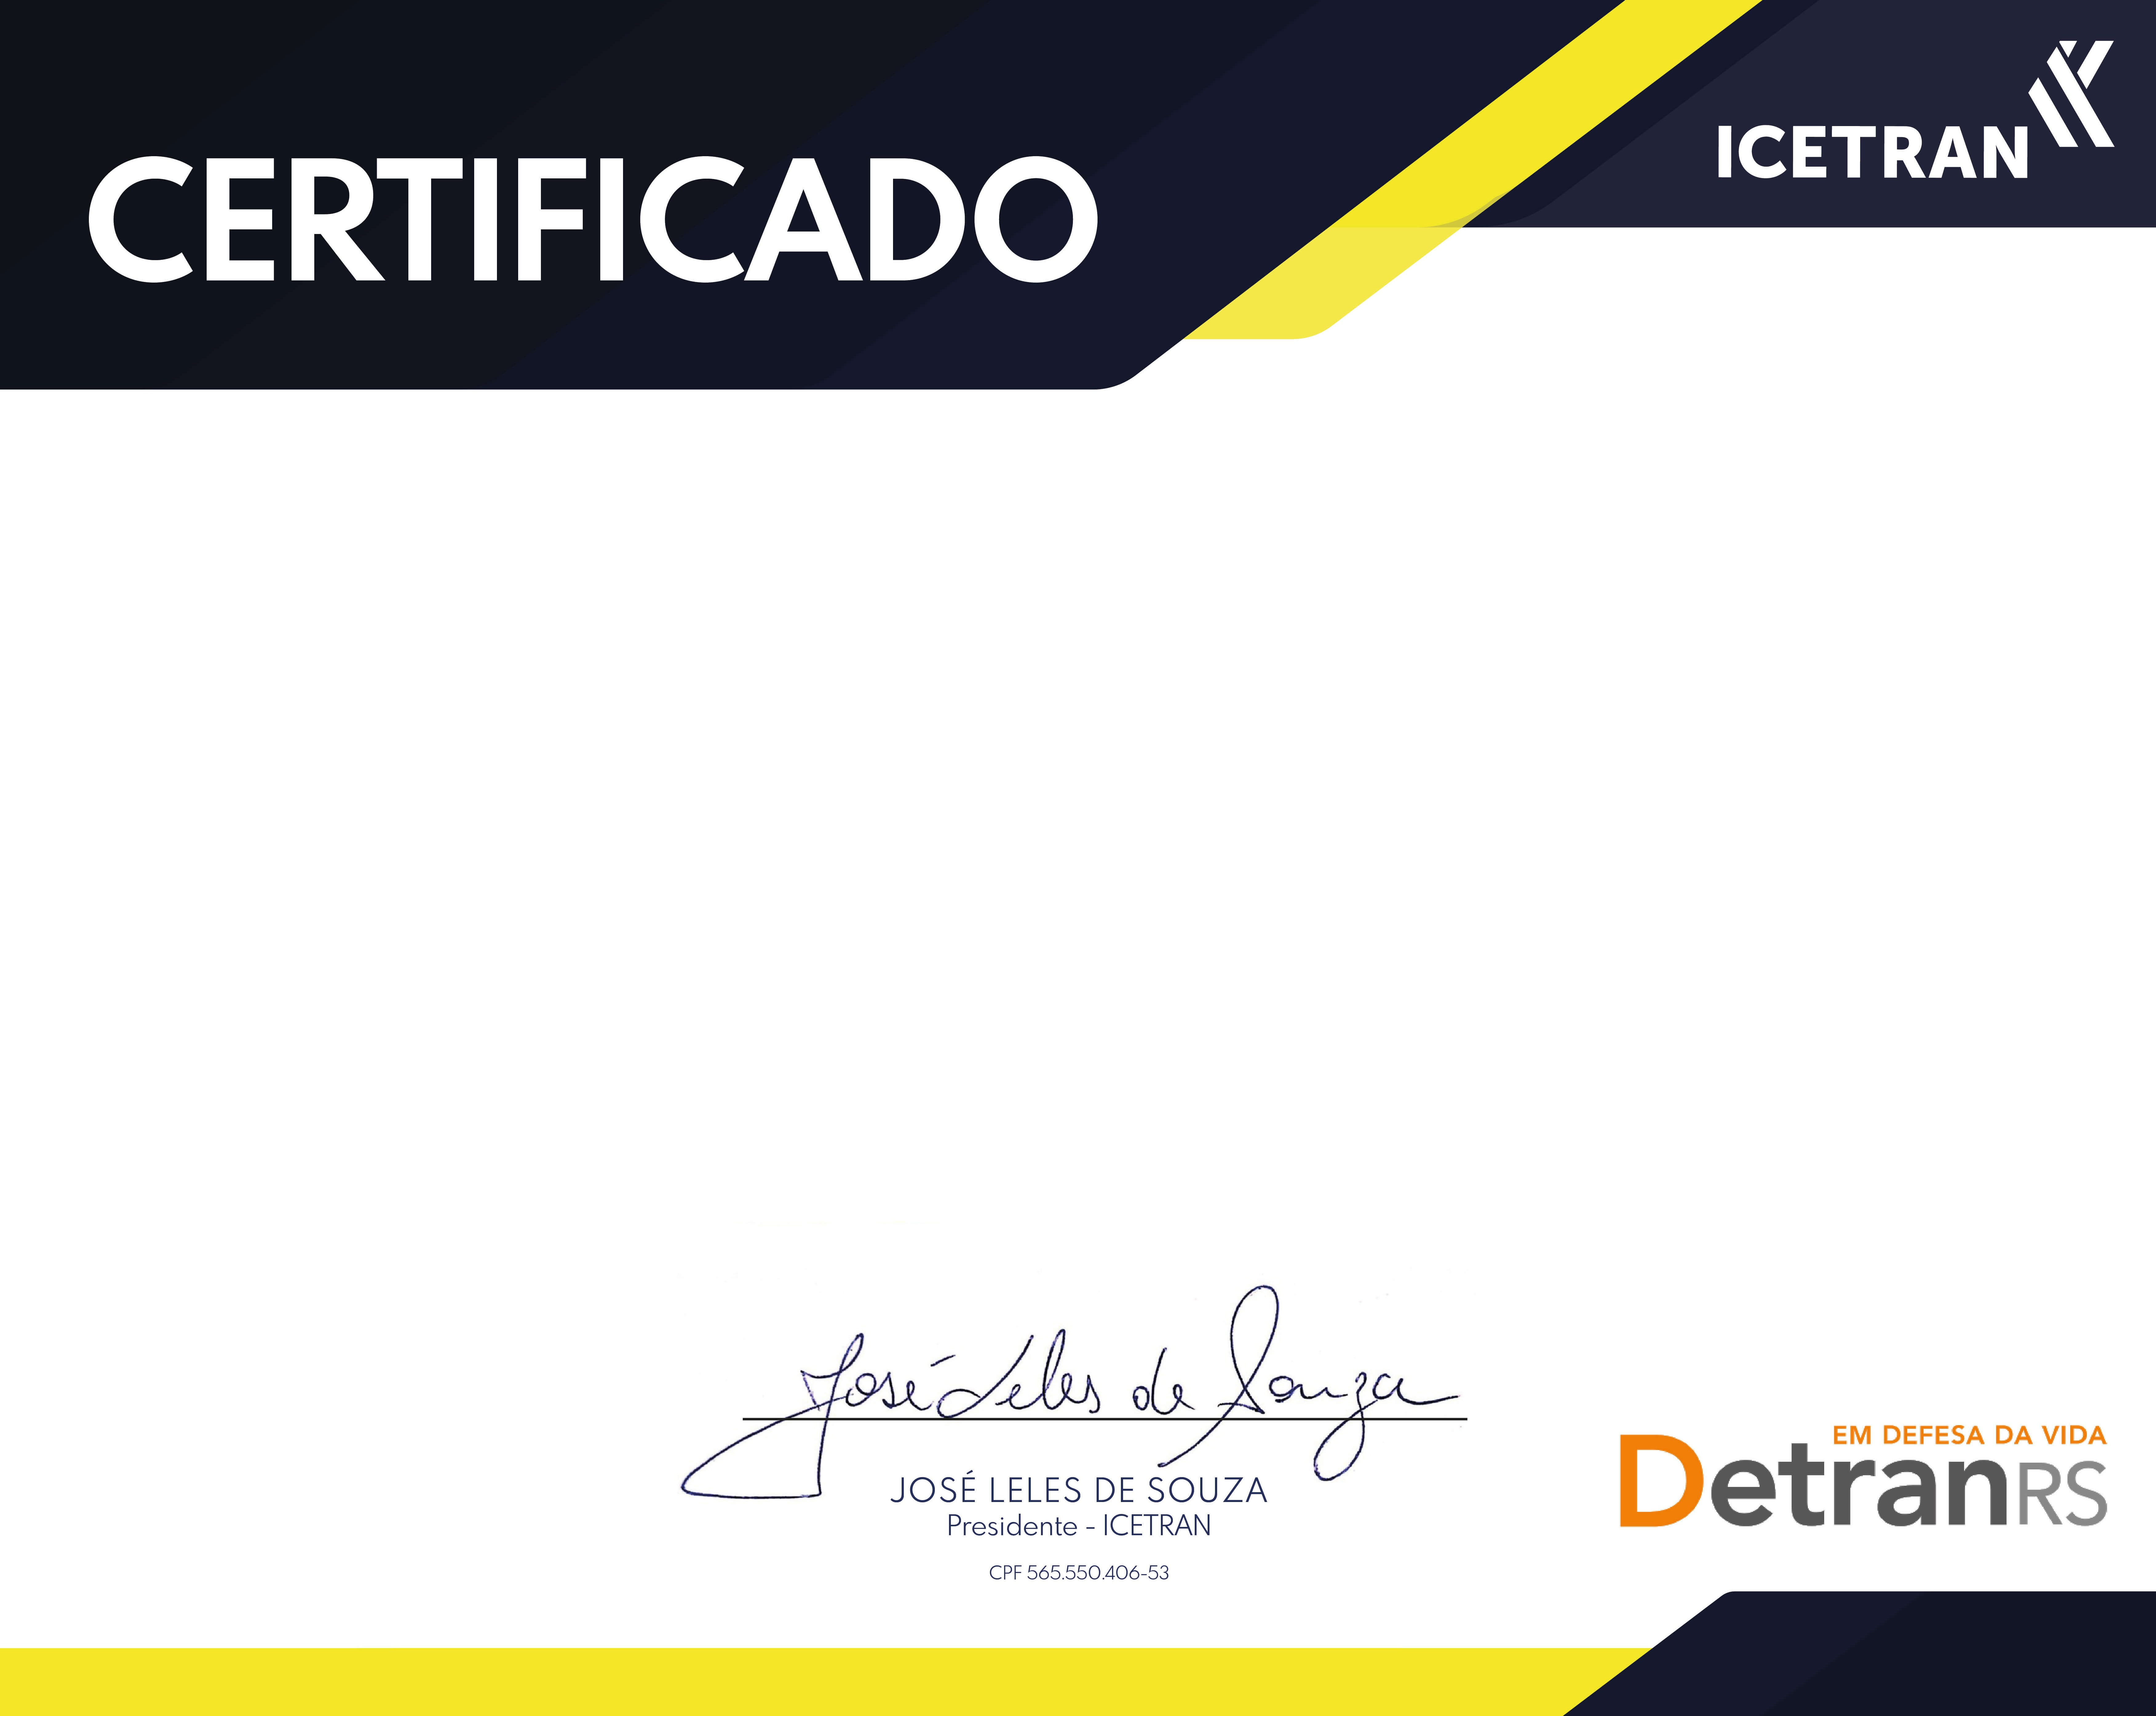 CERTIFICADO
ICETRAN
José Leles de Souza
JOSÉ LELES DE SOUZA
Presidente - ICETRAN
CPF 565.550.406-53
EM DEFESA DA VIDA
DetranRS